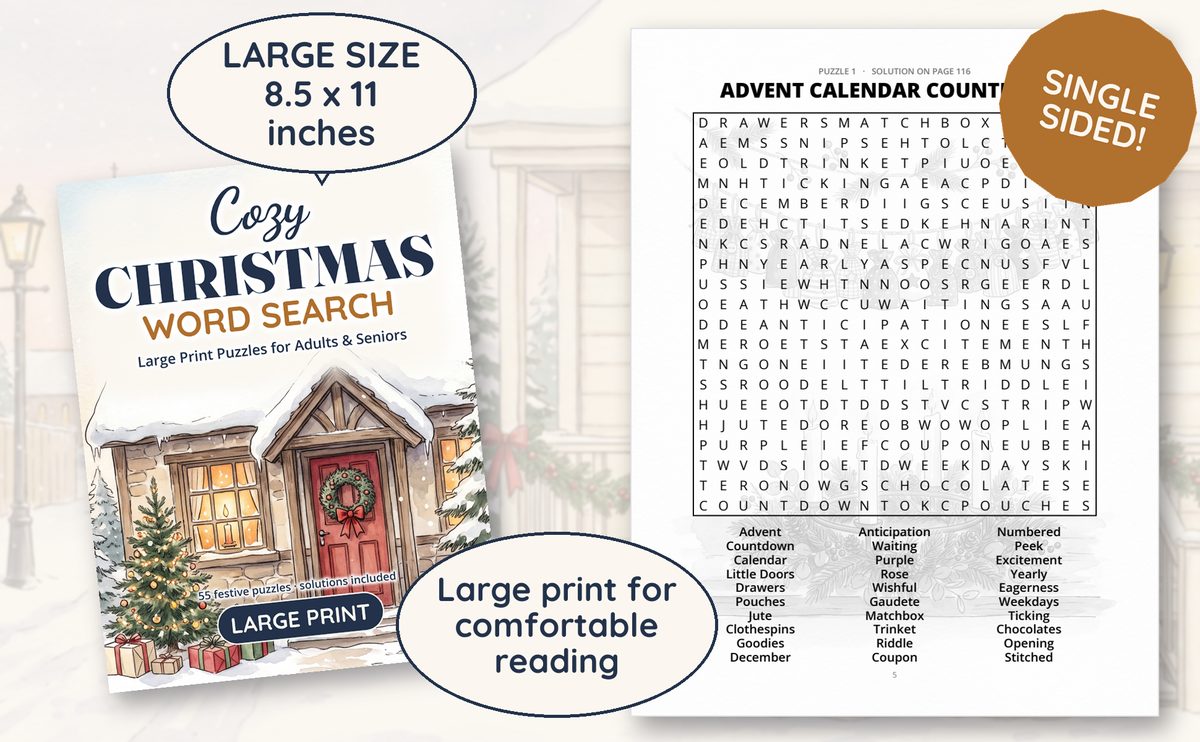 LARGE SIZE
8.5 x 11
inches
Cozy
CHRISTMAS
WORD SEARCH
Large Print Puzzles for Adults & Seniors
55 festive puzzles · solutions included
LARGE PRINT
Large print for
comfortable
reading
SINGLE
SIDED!
PUZZLE 1 · SOLUTION ON PAGE 116
ADVENT CALENDAR
D R A W E R S M A T C H B O X
A E M S S N I P S E H T O L C
E O L D T R I N K E T P I U O E
M N H T I C K I N G A E A C P D I
D E C E M B E R D I I G S C E U S I I N
E D E H C T I T S E D K E H N A R I N T
N K C S R A D N E L A C W R I G O A E S
P H N Y E A R L Y A S P E C N U S F V L
U S S I E W H T N N O O S R G E E R D L
O E A T H W C C U W A I T I N G S A A U
D D E A N T I C I P A T I O N E E S L F
M E R O E T S T A E X C I T E M E N T H
T N G O N E I I T E D E R E B M U N G S
S S R O O D E L T T I L T R I D D L E I
H U E E O T D T D D S T V C S T R I P W
H J U T E D O R E O B W O W O P L I E A
P U R P L E I E F C O U P O N E U B E H
T W V D S I O E T D W E E K D A Y S K I
T E R O N O W G S C H O C O L A T E S E
C O U N T D O W N T O K C P O U C H E S
Advent Anticipation Numbered
Countdown Waiting Peek
Calendar Purple Excitement
Little Doors Rose Yearly
Drawers Wishful Eagerness
Pouches Gaudete Weekdays
Jute Matchbox Ticking
Clothespins Trinket Chocolates
Goodies Riddle Opening
December Coupon Stitched
5